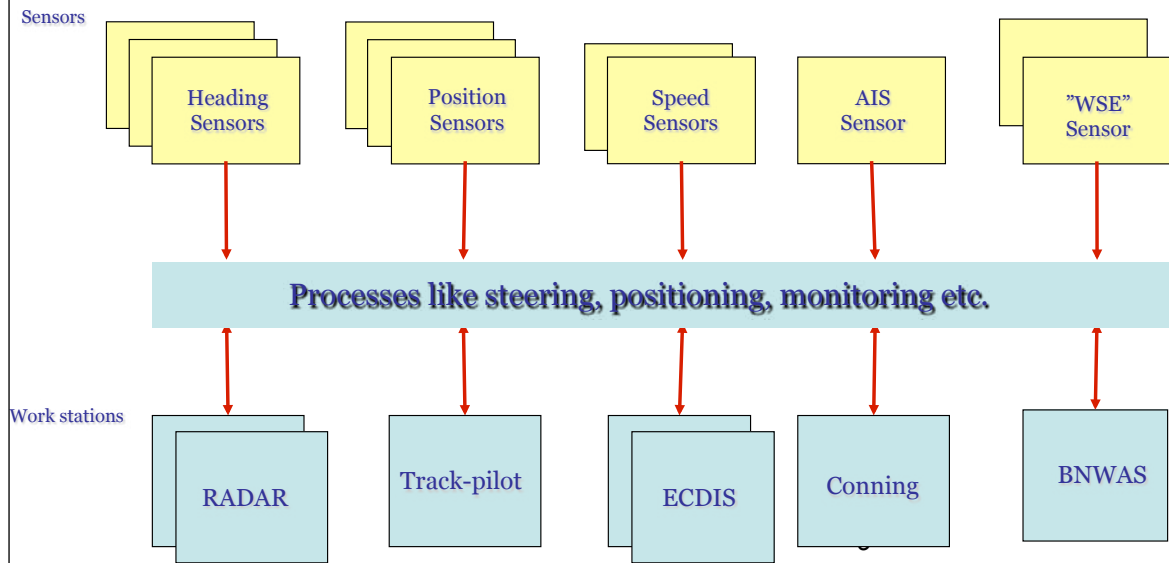 Sensors
Heading
Sensors
Position
Sensors
Speed
Sensors
AIS
Sensor
”WSE”
Sensor
Processes like steering, positioning, monitoring etc.
Work stations
RADAR
Track-pilot
ECDIS
Conning
BNWAS